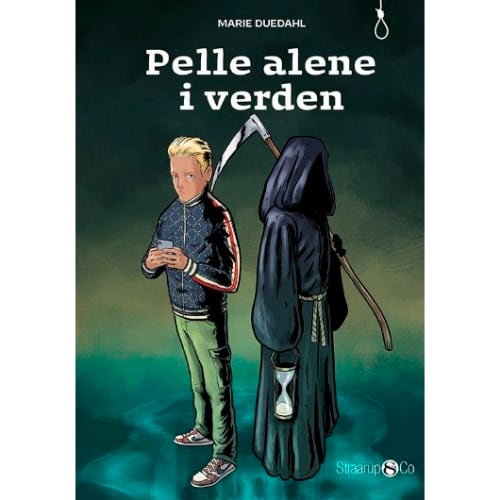 MARIE DUEDAHL
Pelle alene
i verden
Straarup & Co